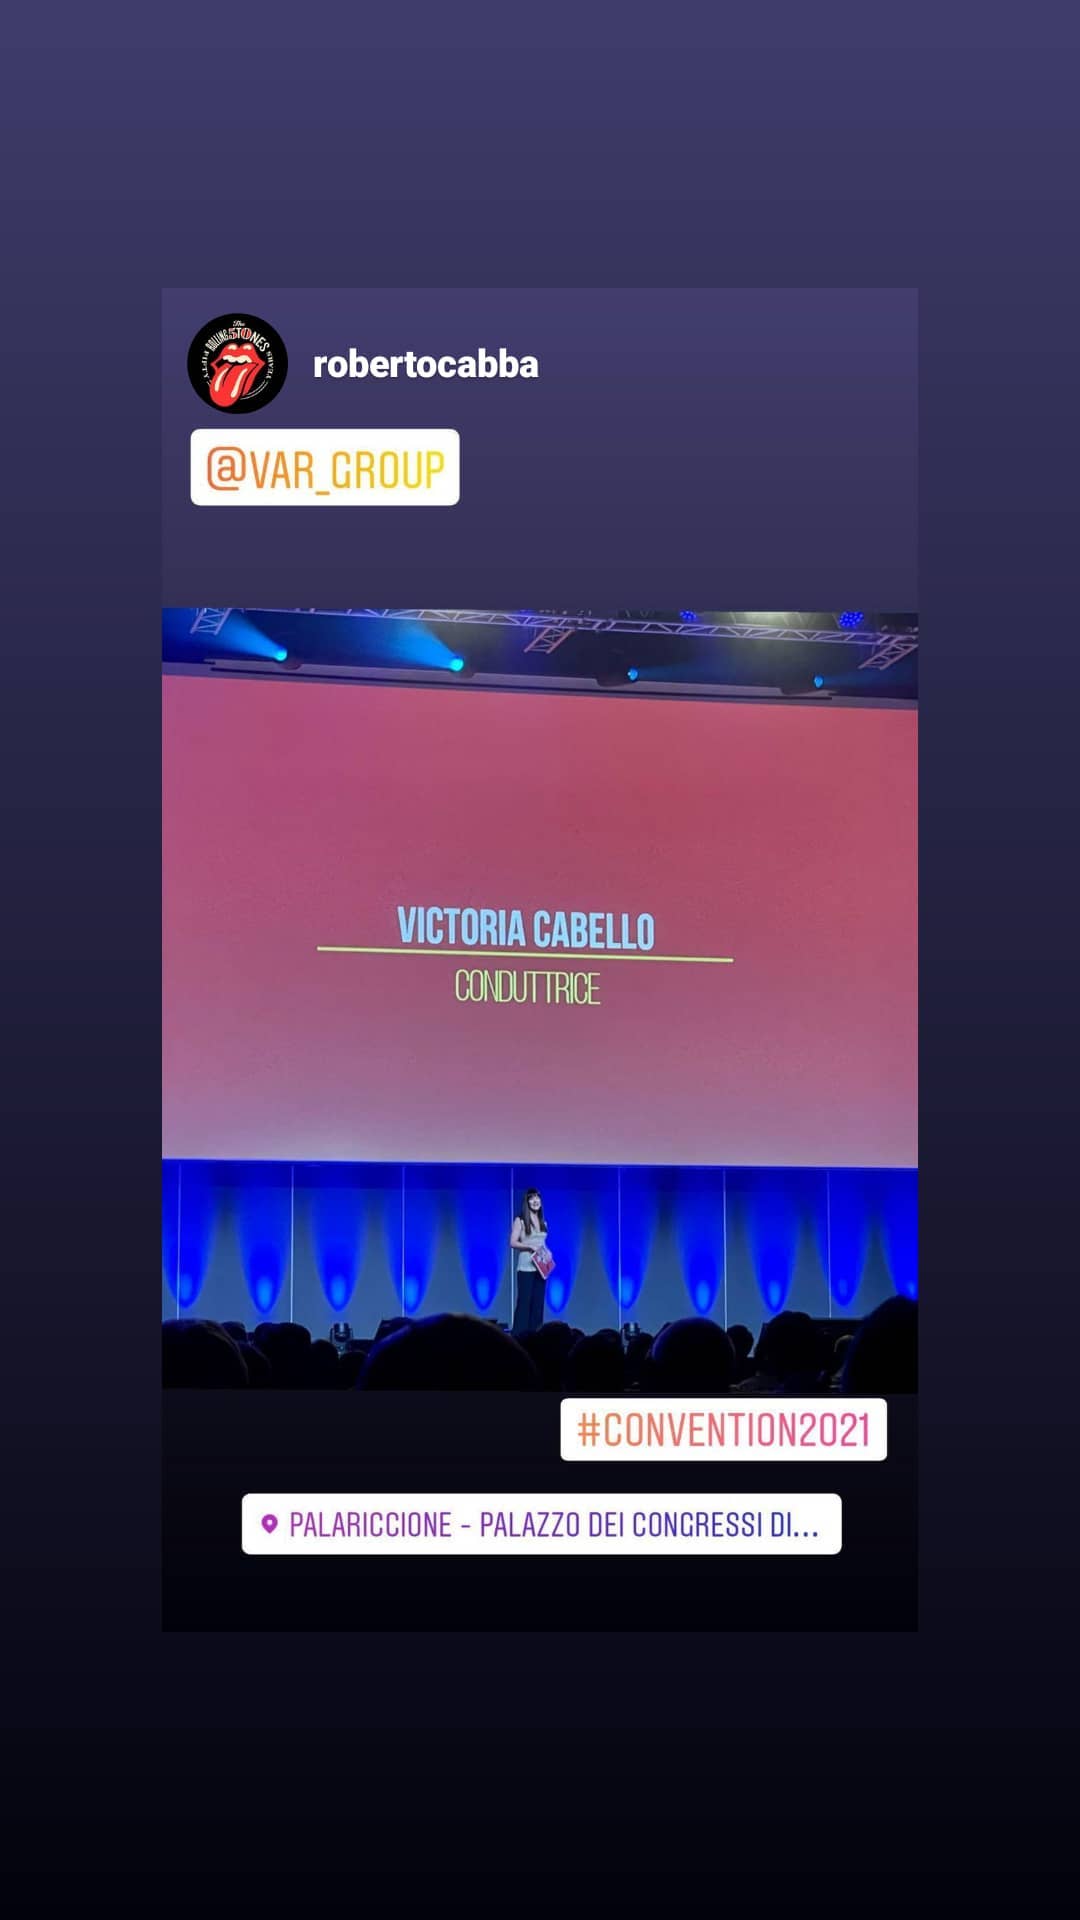 The
ROLLING STONES
FIFTY YEARS
robertocabba
@VAR_GROUP
VICTORIA CABELLO
CONDUTTRICE
#CONVENTION2021
PALARICCIONE - PALAZZO DEI CONGRESSI DI...